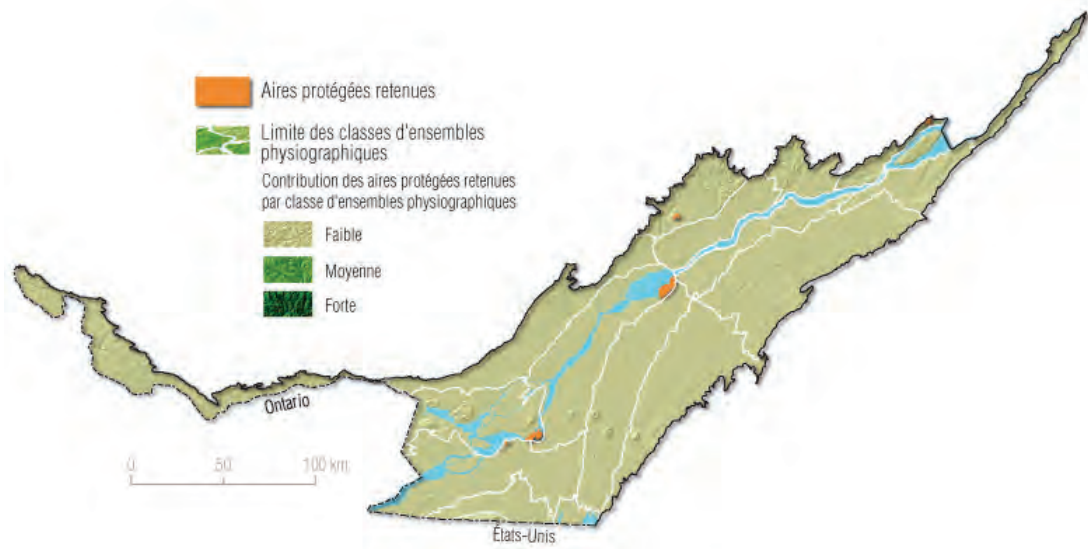 Aires protégées retenues
Limite des classes d'ensembles
physiographiques
Contribution des aires protégées retenues
par classe d'ensembles physiographiques
Faible
Moyenne
Forte
Ontario
0 50 100 km
États-Unis